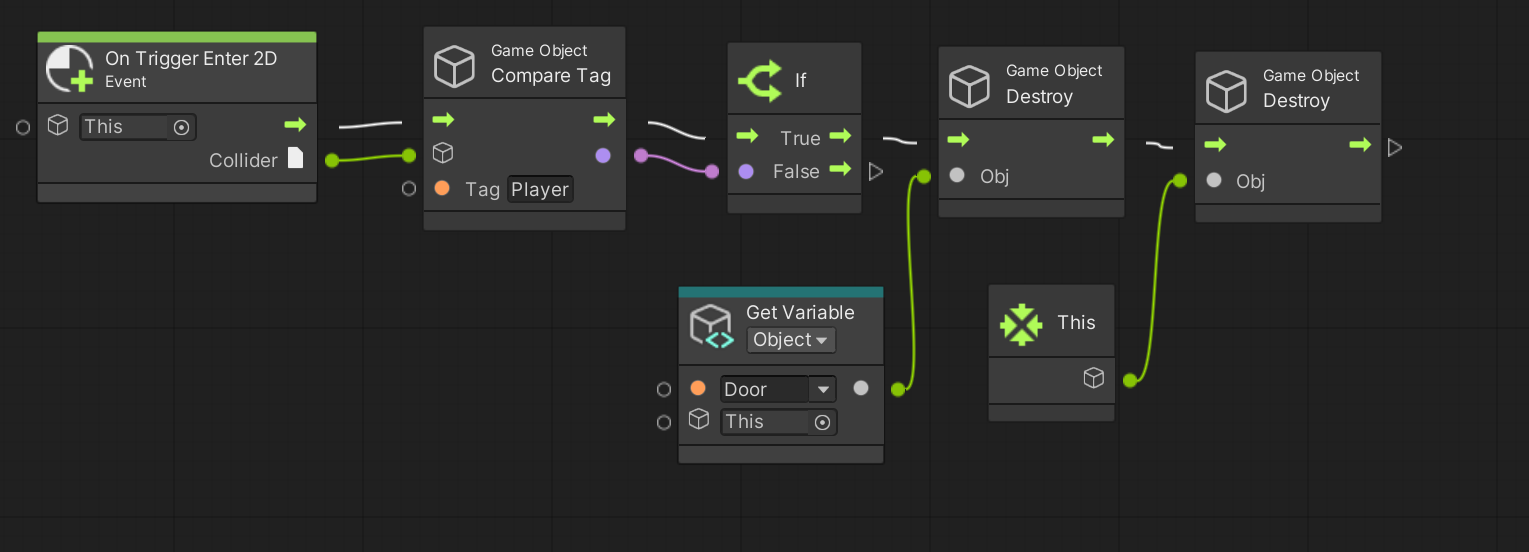 On Trigger Enter 2D
Event
This
Collider
Game Object
Compare Tag
Tag Player
If
True
False
Game Object
Destroy
Obj
Game Object
Destroy
Obj
Get Variable
Object
Door
This
This